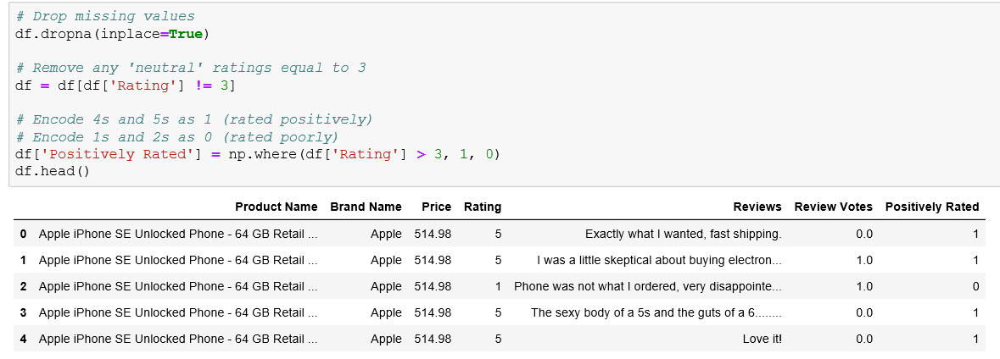 # Drop missing values
df.dropna(inplace=True)
# Remove any 'neutral' ratings equal to 3
df = df[df['Rating'] != 3]
# Encode 4s and 5s as 1 (rated positively)
# Encode 1s and 2s as 0 (rated poorly)
df['Positively Rated'] = np.where(df['Rating'] > 3, 1, 0)
df.head()
Product Name Brand Name Price Rating Reviews Review Votes Positively Rated
0 Apple iPhone SE Unlocked Phone - 64 GB Retail ... Apple 514.98 5 Exactly what I wanted, fast shipping. 0.0 1
1 Apple iPhone SE Unlocked Phone - 64 GB Retail ... Apple 514.98 5 I was a little skeptical about buying electron... 1.0 1
2 Apple iPhone SE Unlocked Phone - 64 GB Retail ... Apple 514.98 1 Phone was not what I ordered, very disappointe... 1.0 0
3 Apple iPhone SE Unlocked Phone - 64 GB Retail ... Apple 514.98 5 The sexy body of a 5s and the guts of a 6........ 0.0 1
4 Apple iPhone SE Unlocked Phone - 64 GB Retail ... Apple 514.98 5 Love it! 0.0 1